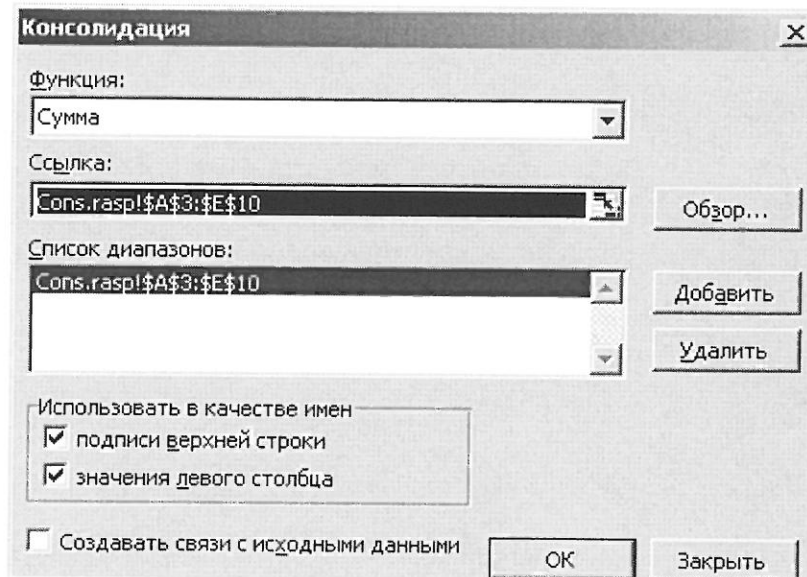 Консолидация
Функция:
Сумма
Ссылка:
Cons.rasp!$A$3:$E$10
Обзор...
Список диапазонов:
Cons.rasp!$A$3:$E$10
Добавить
Удалить
Использовать в качестве имен
подписи верхней строки
значения левого столбца
Создавать связи с исходными данными
ОК
Закрыть